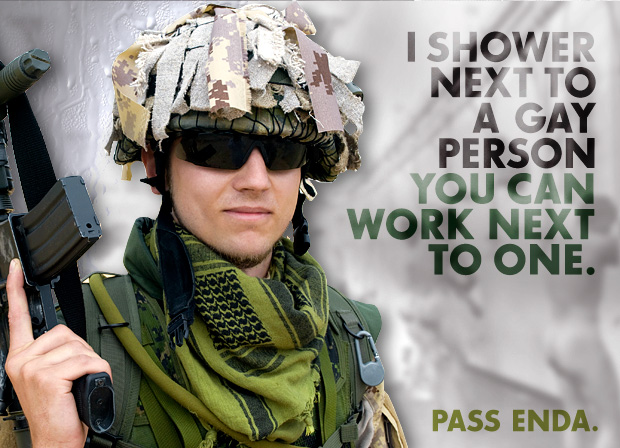 I SHOWER
NEXT TO
A GAY
PERSON
YOU CAN
WORK NEXT
TO ONE.
PASS ENDA.